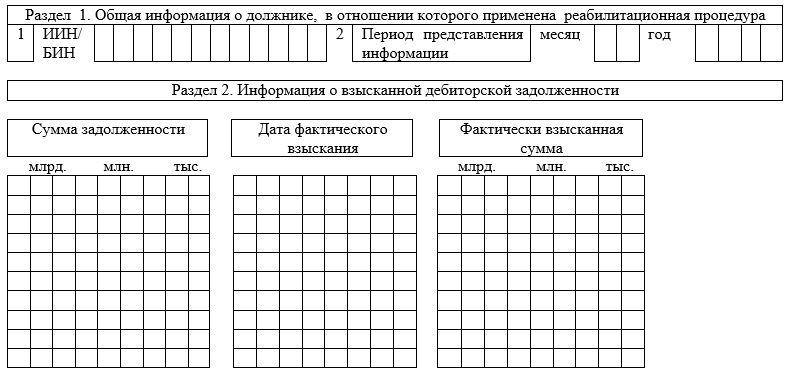 Раздел 1. Общая информация о должнике, в отношении которого применена реабилитационная процедура
1 ИИН/ 2 Период представления месяц год
БИН информации
Раздел 2. Информация о взысканной дебиторской задолженности
Сумма задолженности Дата фактического Фактически взысканная
взыскания сумма
млрд. млн. тыс. млрд. млн. тыс.